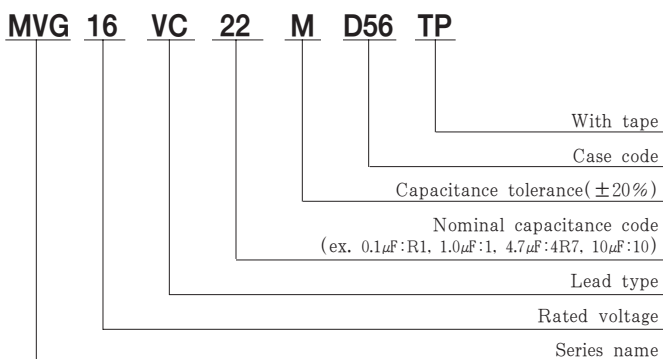 MVG 16 VC 22 M D56 TP
With tape
Case code
Capacitance tolerance(±20%)
Nominal capacitance code
(ex. 0.1μF:R1, 1.0μF:1, 4.7μF:4R7, 10μF:10)
Lead type
Rated voltage
Series name